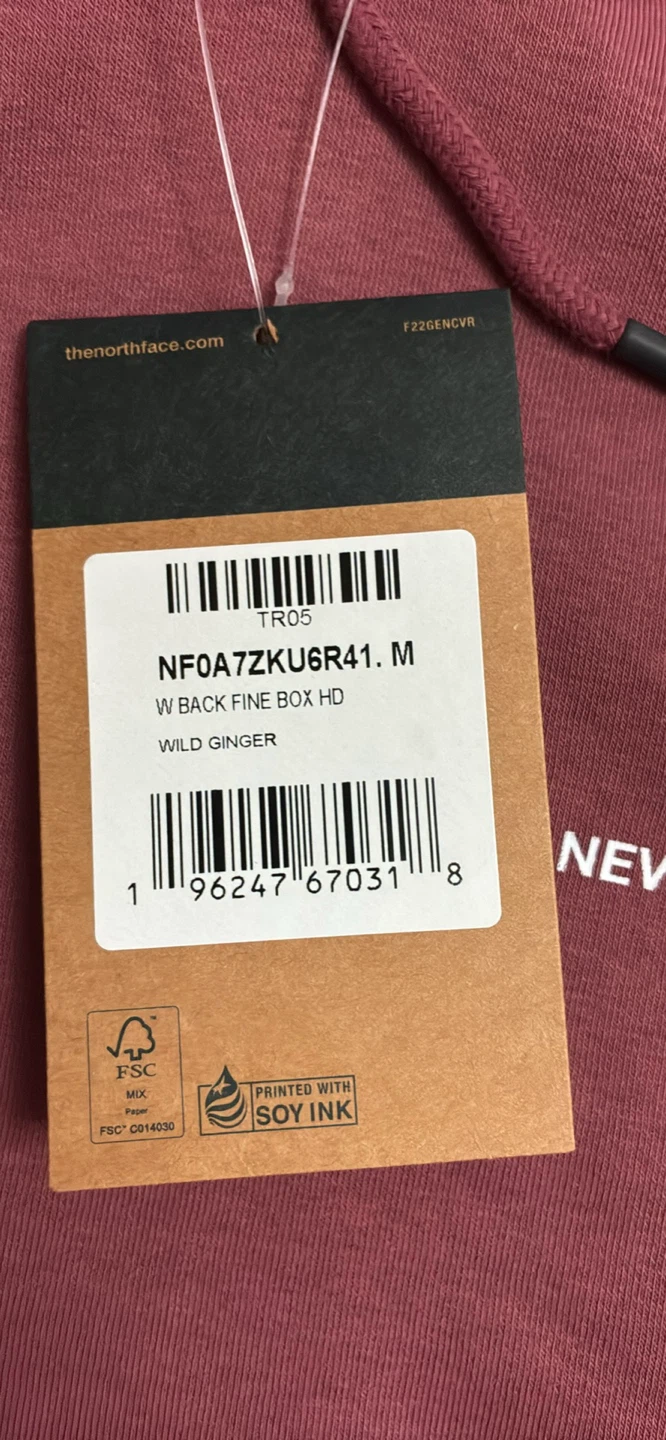 thenorthface.com
F22GENCVR
TR05
NF0A7ZKU6R41. M
W BACK FINE BOX HD
WILD GINGER
1 96247 67031 8
NEV
FSC
MIX
Paper
FSC® C014030
PRINTED WITH
SOY INK